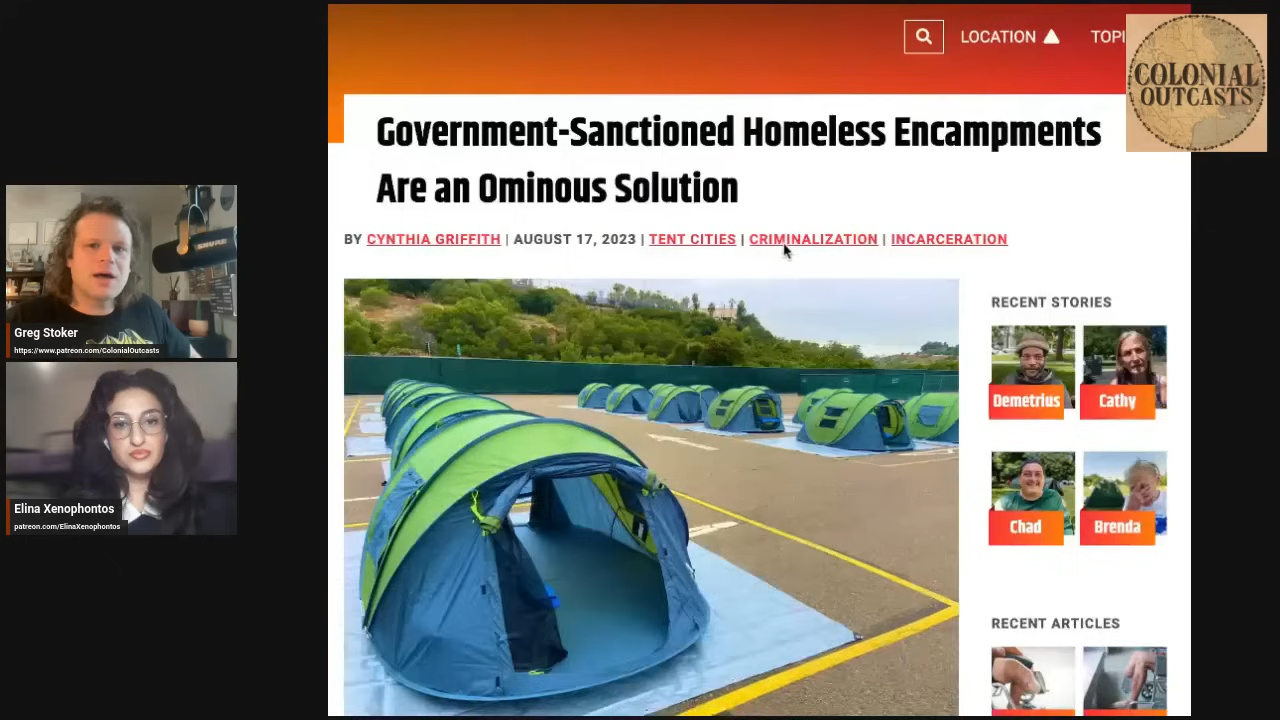 LOCATION
TOPI
COLONIAL
OUTCASTS
Government-Sanctioned Homeless Encampments
Are an Ominous Solution
BY CYNTHIA GRIFFITH | AUGUST 17, 2023 | TENT CITIES | CRIMINALIZATION | INCARCERATION
SHURE
Greg Stoker
https://www.patreon.com/ColonialOutcasts
Elina Xenophontos
patreon.com/ElinaXenophontos
RECENT STORIES
Demetrius
Cathy
Chad
Brenda
RECENT ARTICLES